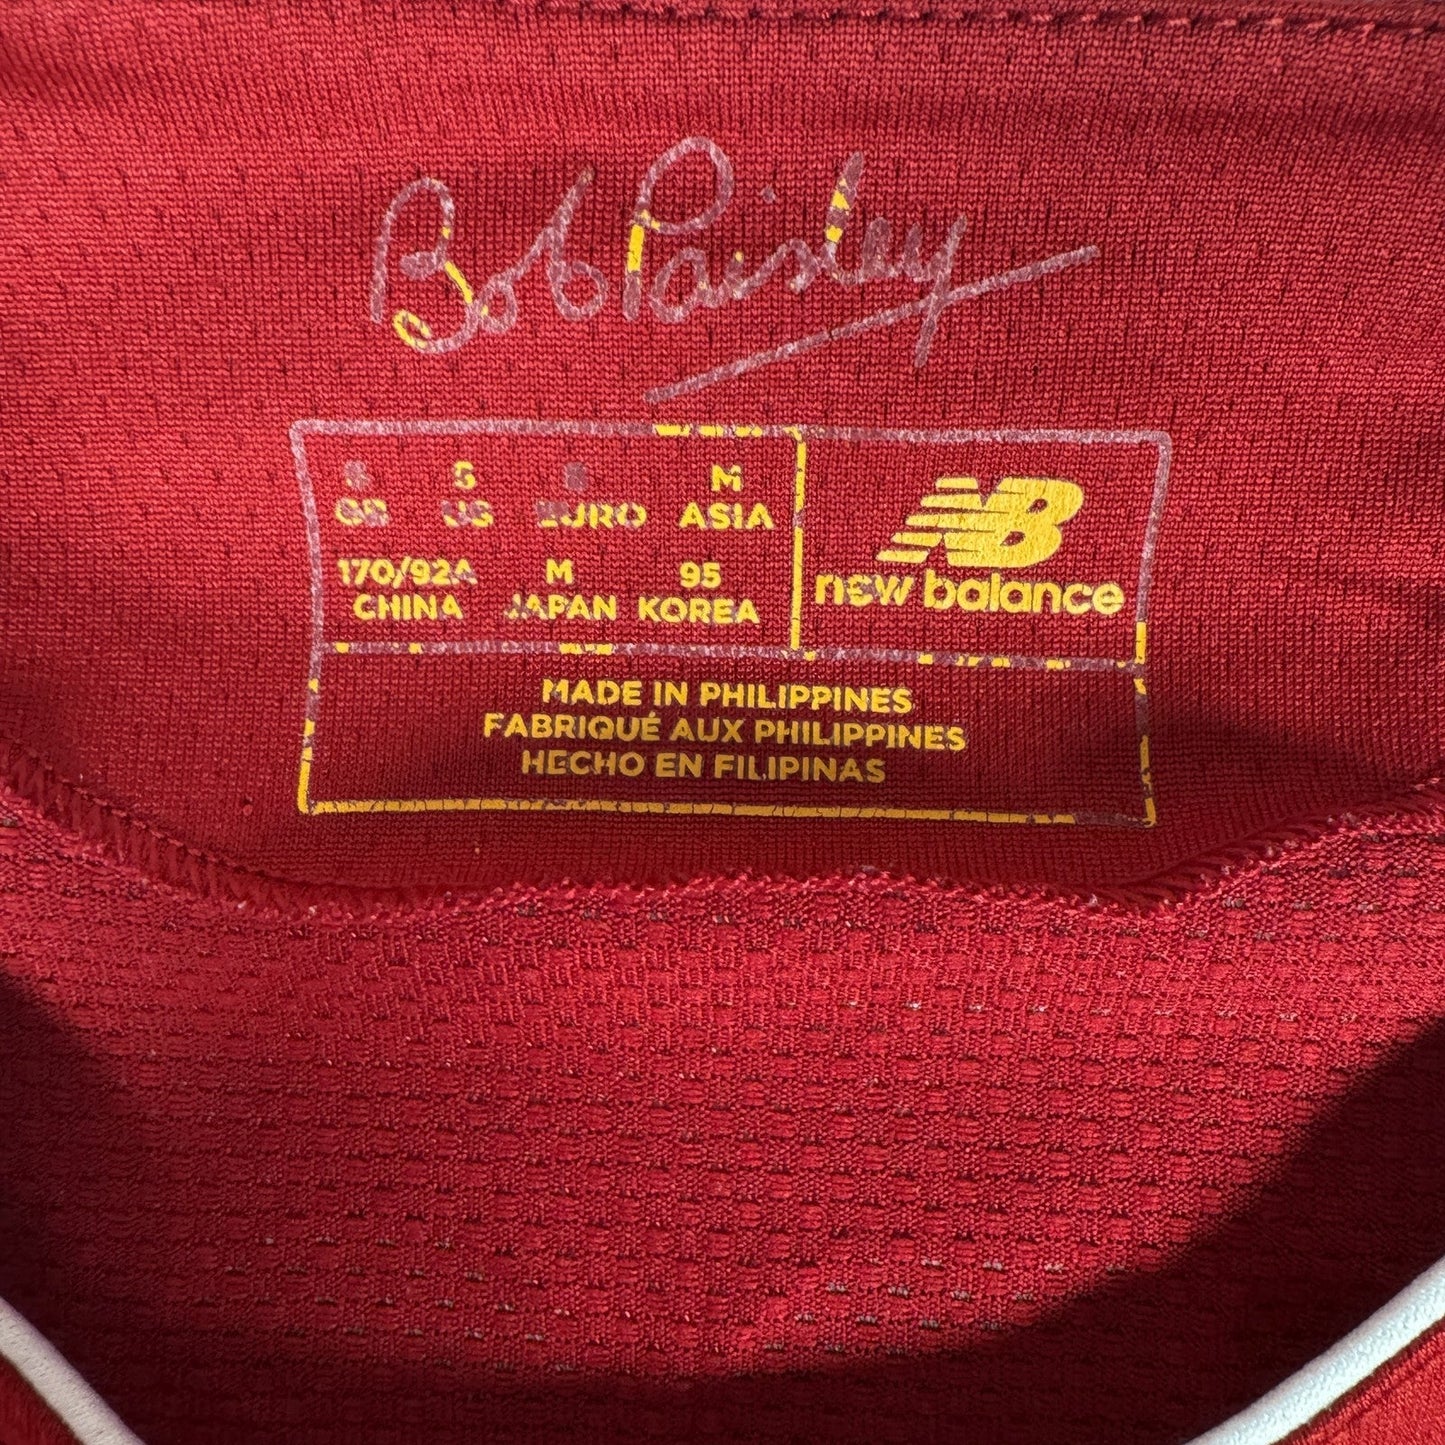 Bob Paisley
S S S M
GB US EURO ASIA
170/92A M 95
CHINA JAPAN KOREA
NB
new balance
MADE IN PHILIPPINES
FABRIQUÉ AUX PHILIPPINES
HECHO EN FILIPINAS